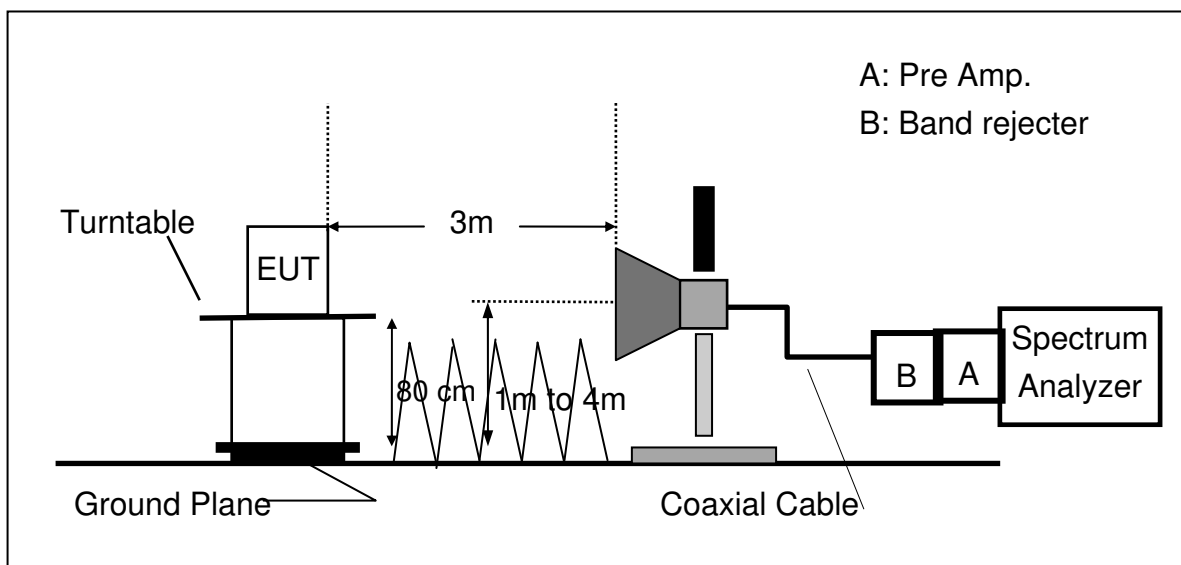 A: Pre Amp.
B: Band rejecter
Turntable
3m
EUT
80 cm
1m to 4m
B
A
Spectrum
Analyzer
Ground Plane
Coaxial Cable